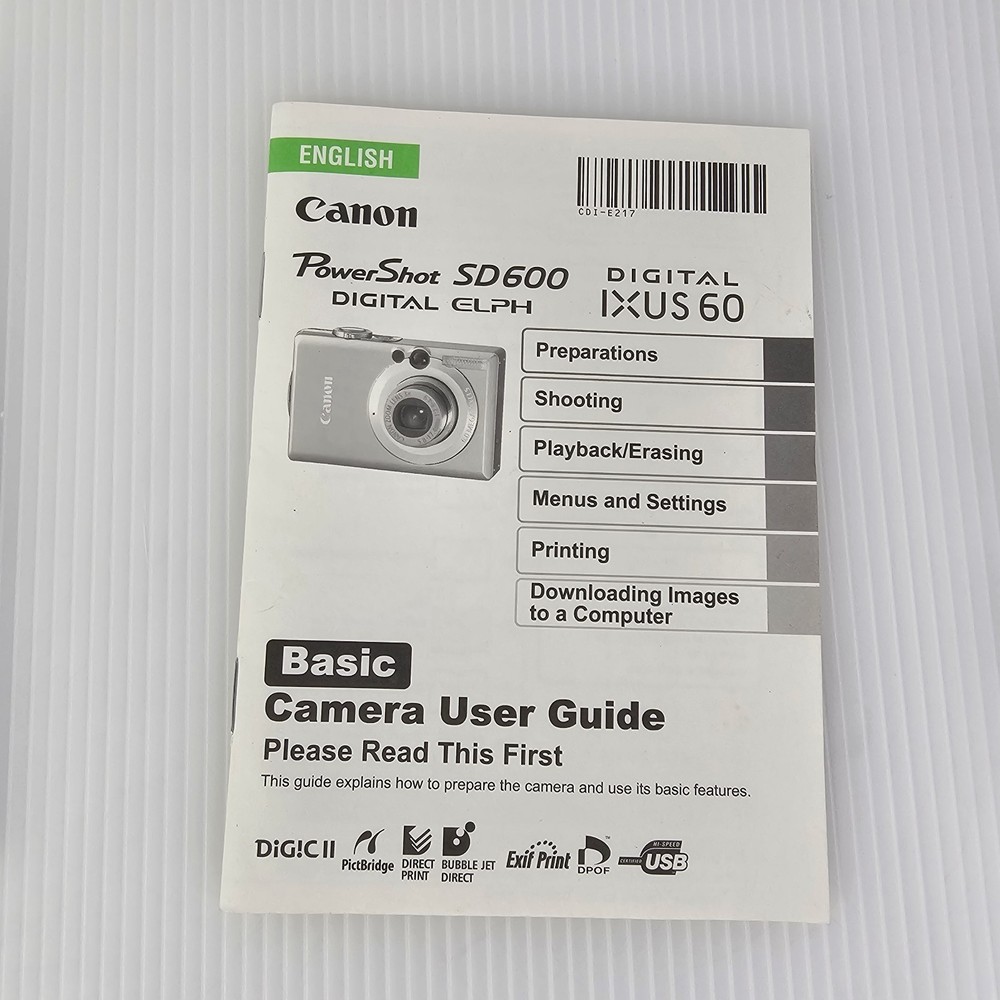 ENGLISH
CDI-E217
Canon
PowerShot SD600
DIGITAL ELPH
DIGITAL
IXUS 60
Canon
Preparations
Shooting
Playback/Erasing
Menus and Settings
Printing
Downloading Images
to a Computer
Basic
Camera User Guide
Please Read This First
This guide explains how to prepare the camera and use its basic features.
DiG!C II
PictBridge
DIRECT
PRINT
BUBBLE JET
DIRECT
Exif Print
DPOF
TM
HI-SPEED
CERTIFIED
USB